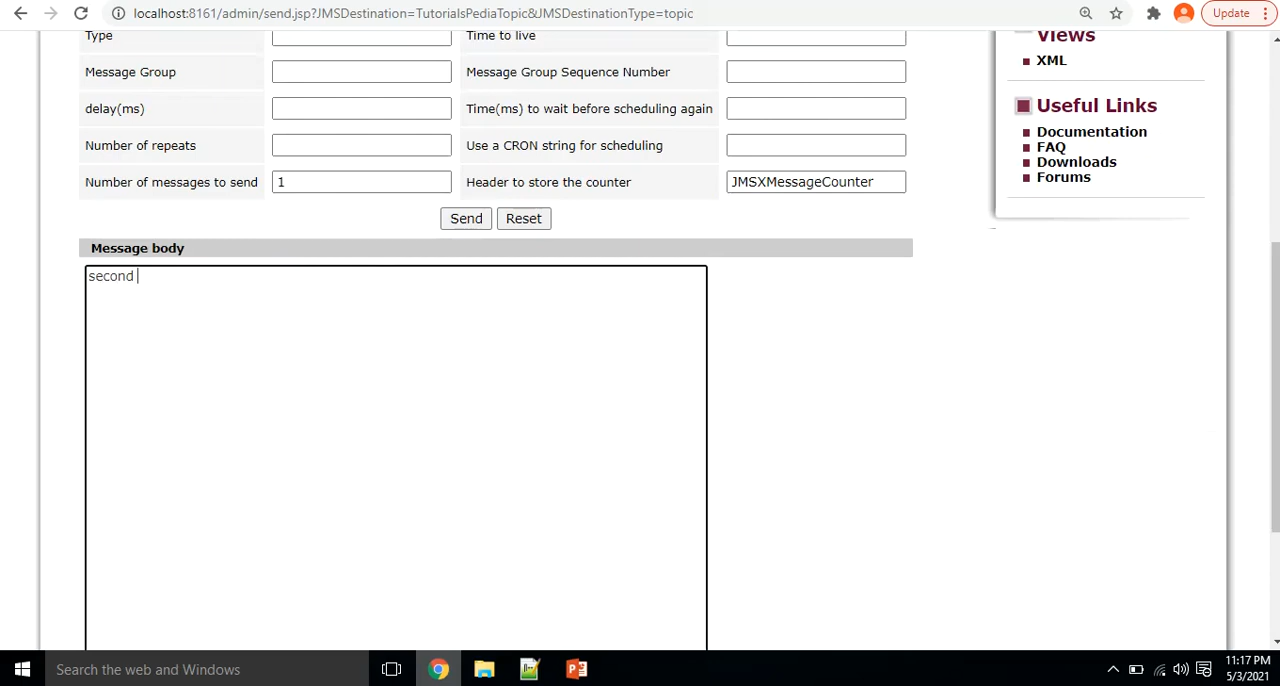 localhost:8161/admin/send.jsp?JMSDestination=TutorialsPediaTopic&JMSDestinationType=topic
Update
Type
Time to live
Views
Message Group
Message Group Sequence Number
XML
delay(ms)
Time(ms) to wait before scheduling again
Useful Links
Documentation
Number of repeats
Use a CRON string for scheduling
FAQ
Downloads
Number of messages to send
1
Header to store the counter
JMSXMessageCounter
Forums
Send
Reset
Message body
second
Search the web and Windows
11:17 PM
5/3/2021